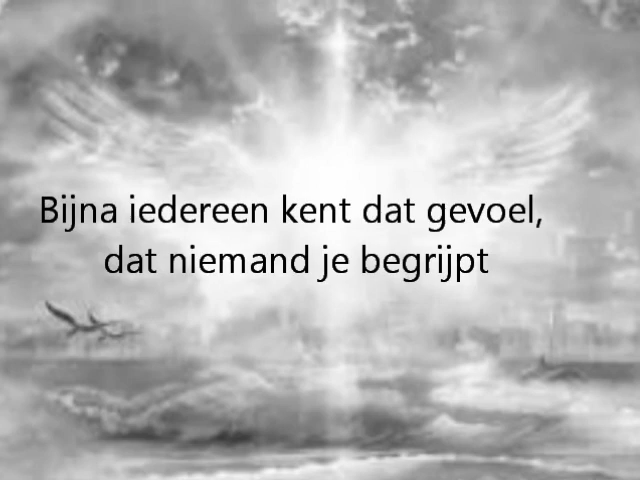 Bijna iedereen kent dat gevoel,
dat niemand je begrijpt